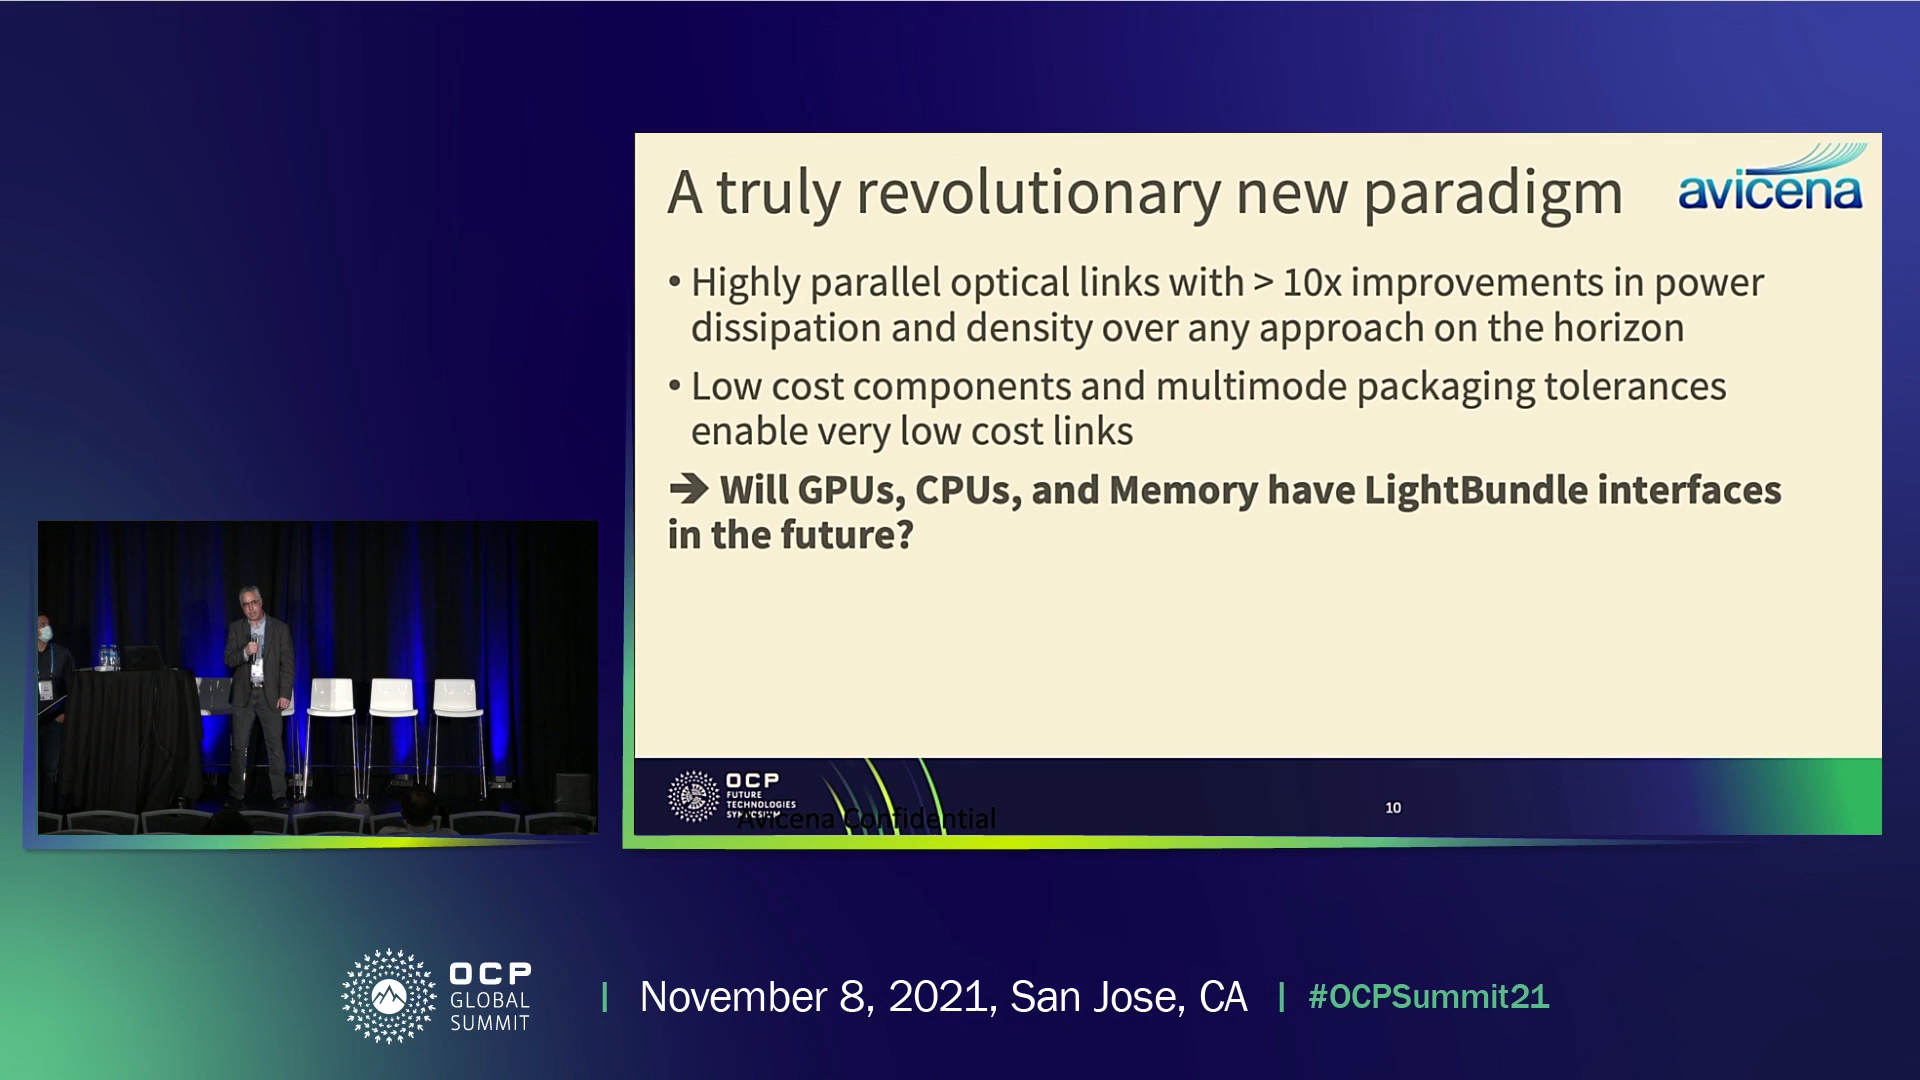 A truly revolutionary new paradigm
avicena
• Highly parallel optical links with > 10x improvements in power
dissipation and density over any approach on the horizon
• Low cost components and multimode packaging tolerances
enable very low cost links
➔ Will GPUs, CPUs, and Memory have LightBundle interfaces
in the future?
OCP
FUTURE
TECHNOLOGIES
SYMPOSIUM
Avicena Confidential
10
OCP
GLOBAL
SUMMIT
| November 8, 2021, San Jose, CA | #OCPSummit21